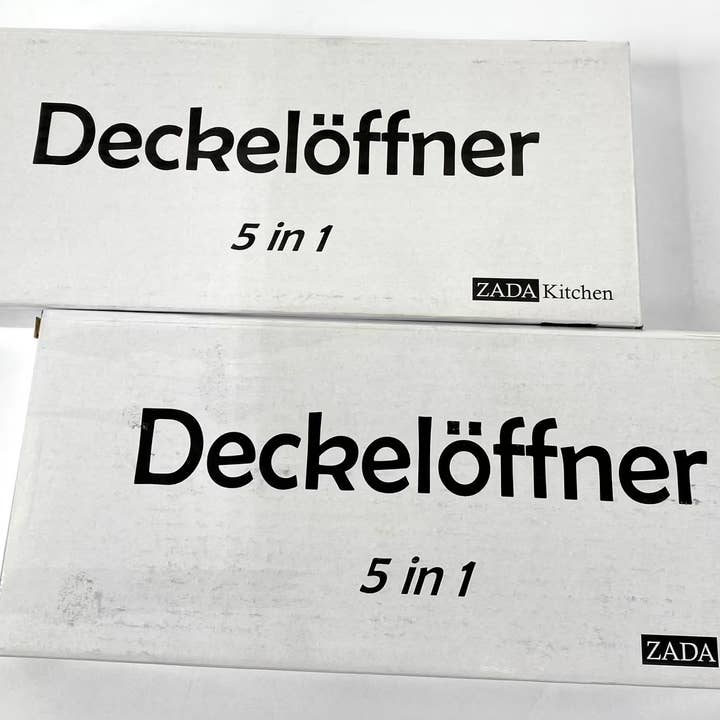 Deckelöffner
5 in 1
ZADA Kitchen
Deckelöffner
5 in 1
ZADA